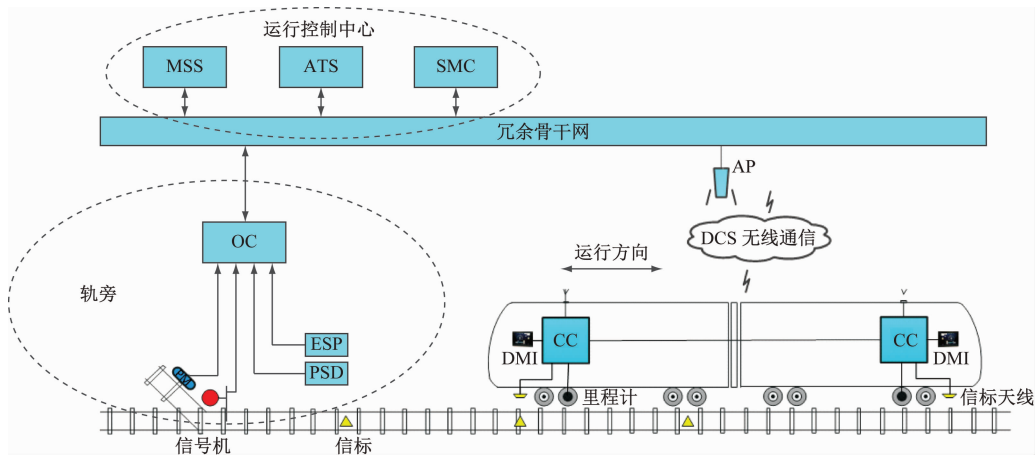 运行控制中心
MSS
ATS
SMC
冗余骨干网
AP
DCS 无线通信
OC
运行方向
轨旁
ESP
PSD
CC
CC
DMI
DMI
PM
里程计
信标天线
信号机
信标